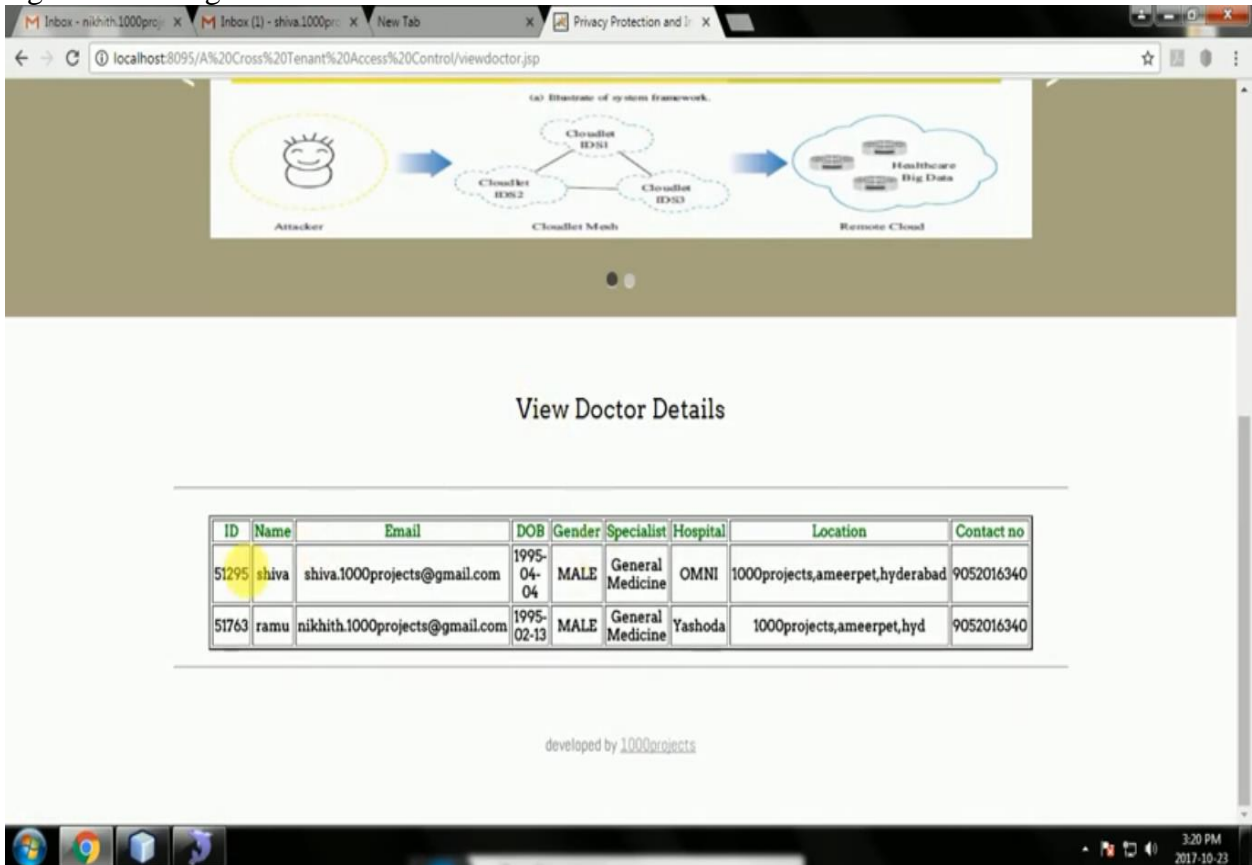 Inbox - nikhith.1000proj
Inbox (1) - shiva.1000pro
New Tab
Privacy Protection and In
localhost:8095/A%20Cross%20Tenant%20Access%20Control/viewdoctor.jsp
(a) Illustrate of system framework.
Cloudlet
IDS1
Cloudlet
IDS2
Cloudlet
IDS3
Healthcare
Big Data
Attacker
Cloudlet Mesh
Remote Cloud
View Doctor Details
ID Name Email DOB Gender Specialist Hospital Location Contact no
51295 shiva shiva.1000projects@gmail.com 1995-04-04 MALE General Medicine OMNI 1000projects,ameerpet,hyderabad 9052016340
51763 ramu nikhith.1000projects@gmail.com 1995-02-13 MALE General Medicine Yashoda 1000projects,ameerpet,hyd 9052016340
developed by 1000projects
3:20 PM
2017-10-23